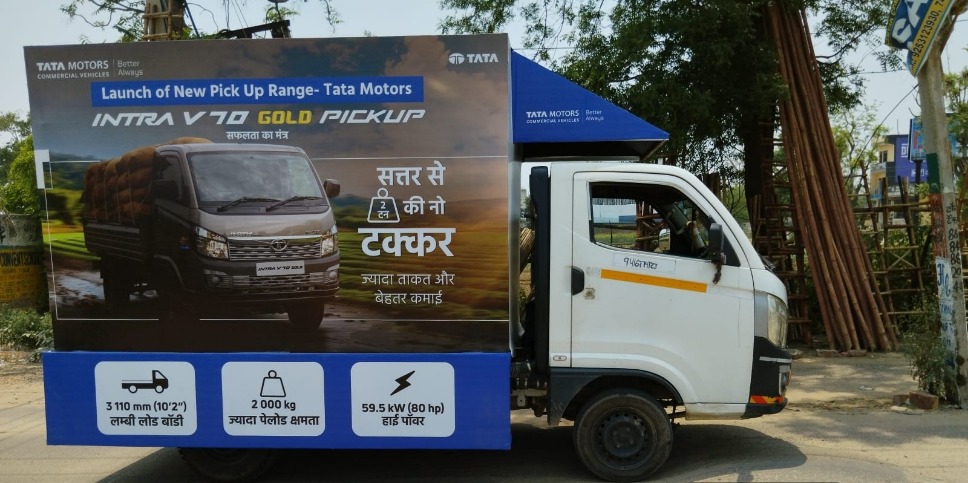 TATA MOTORS
COMMERCIAL VEHICLES
Better
Always
TATA
Launch of New Pick Up Range- Tata Motors
INTRA V70 GOLD PICKUP
सफलता का मंत्र
सत्तर से
2
टन
की नो
टक्कर
ज्यादा ताकत और
बेहतर कमाई
INTRA V70 GOLD
3 110 mm (10'2")
लम्बी लोड बॉडी
2 000 kg
ज्यादा पेलोड क्षमता
59.5 kW (80 hp)
हाई पॉवर
TATA MOTORS
COMMERCIAL VEHICLES
Better
Always